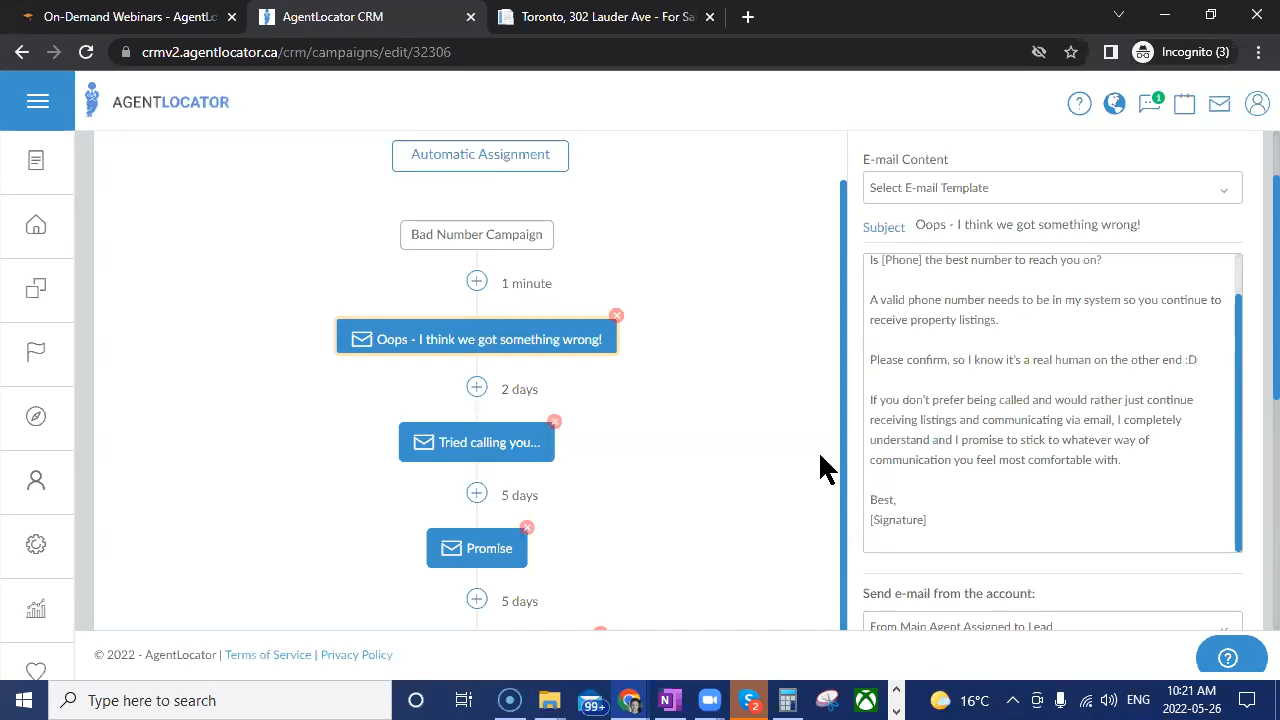 On-Demand Webinars - AgentLo
AgentLocator CRM
Toronto, 302 Lauder Ave - For Sa
crmv2.agentlocator.ca/crm/campaigns/edit/32306
Incognito (3)
AGENTLOCATOR
1
Automatic Assignment
Bad Number Campaign
1 minute
Oops - I think we got something wrong!
2 days
Tried calling you...
5 days
Promise
5 days
E-mail Content
Select E-mail Template
Subject Oops - I think we got something wrong!
Is [Phone] the best number to reach you on?
A valid phone number needs to be in my system so you continue to
receive property listings.
Please confirm, so I know it's a real human on the other end :D
If you don't prefer being called and would rather just continue
receiving listings and communicating via email, I completely
understand and I promise to stick to whatever way of
communication you feel most comfortable with.
Best,
[Signature]
Send e-mail from the account:
From Main Agent Assigned to Lead
© 2022 - AgentLocator | Terms of Service | Privacy Policy
Type here to search
99+
2
16°C
ENG
10:21 AM
2022-05-26